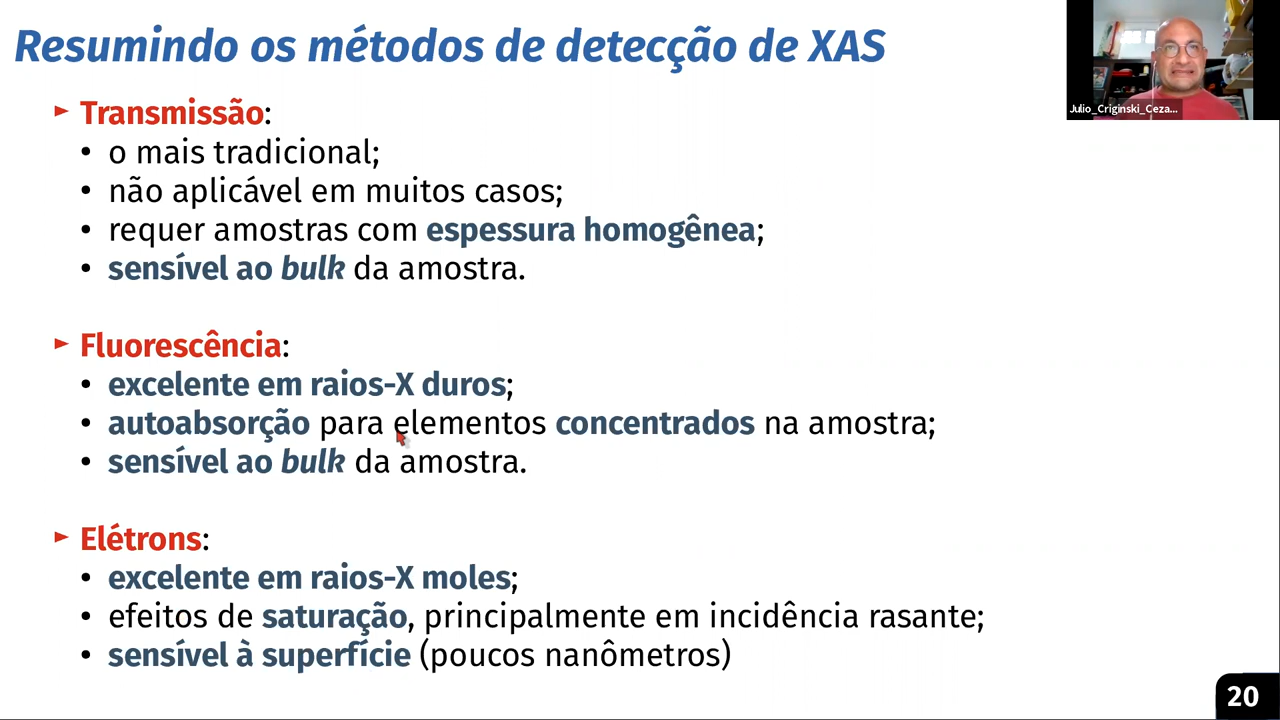 Resumindo os métodos de detecção de XAS
Julio_Criginski_Ceza...
► Transmissão:
• o mais tradicional;
• não aplicável em muitos casos;
• requer amostras com espessura homogênea;
• sensível ao bulk da amostra.
► Fluorescência:
• excelente em raios-X duros;
• autoabsorção para elementos concentrados na amostra;
• sensível ao bulk da amostra.
► Elétrons:
• excelente em raios-X moles;
• efeitos de saturação, principalmente em incidência rasante;
• sensível à superfície (poucos nanômetros)
20